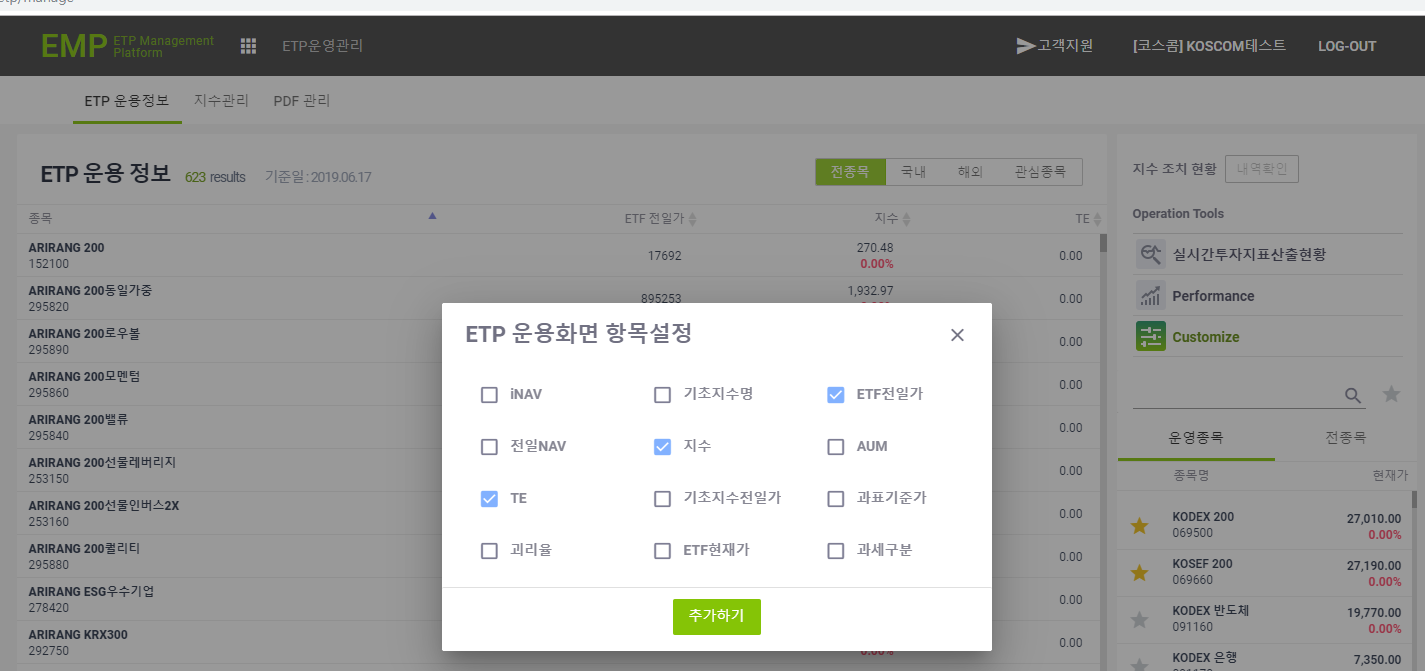 etp/manage
EMP ETP Management Platform
ETP운영관리
고객지원
[코스콤] KOSCOM테스트
LOG-OUT
ETP 운용정보
지수관리
PDF 관리
ETP 운용 정보 623 results 기준일 : 2019.06.17
전종목 국내 해외 관심종목
종목 ETF 전일가 지수 TE
ARIRANG 200 17692 270.48 0.00
152100 0.00%
ARIRANG 200동일가중 895253 1,932.97 0.00
295820
ARIRANG 200로우볼 0.00
295890
ARIRANG 200모멘텀 0.00
295860
ARIRANG 200밸류 0.00
295840
ARIRANG 200선물레버리지 0.00
253150
ARIRANG 200선물인버스2X 0.00
253160
ARIRANG 200퀄리티 0.00
295880
ARIRANG ESG우수기업 0.00
278420
ARIRANG KRX300 0.00
292750
0.00%
ETP 운용화면 항목설정
iNAV 기초지수명 ETF전일가
전일NAV 지수 AUM
TE 기초지수전일가 과표기준가
괴리율 ETF현재가 과세구분
추가하기
지수 조치 현황 내역확인
Operation Tools
실시간투자지표산출현황
Performance
Customize
운영종목 전종목
종목명 현재가
KODEX 200 27,010.00
069500 0.00%
KOSEF 200 27,190.00
069660 0.00%
KODEX 반도체 19,770.00
091160 0.00%
KODEX 은행 7,350.00